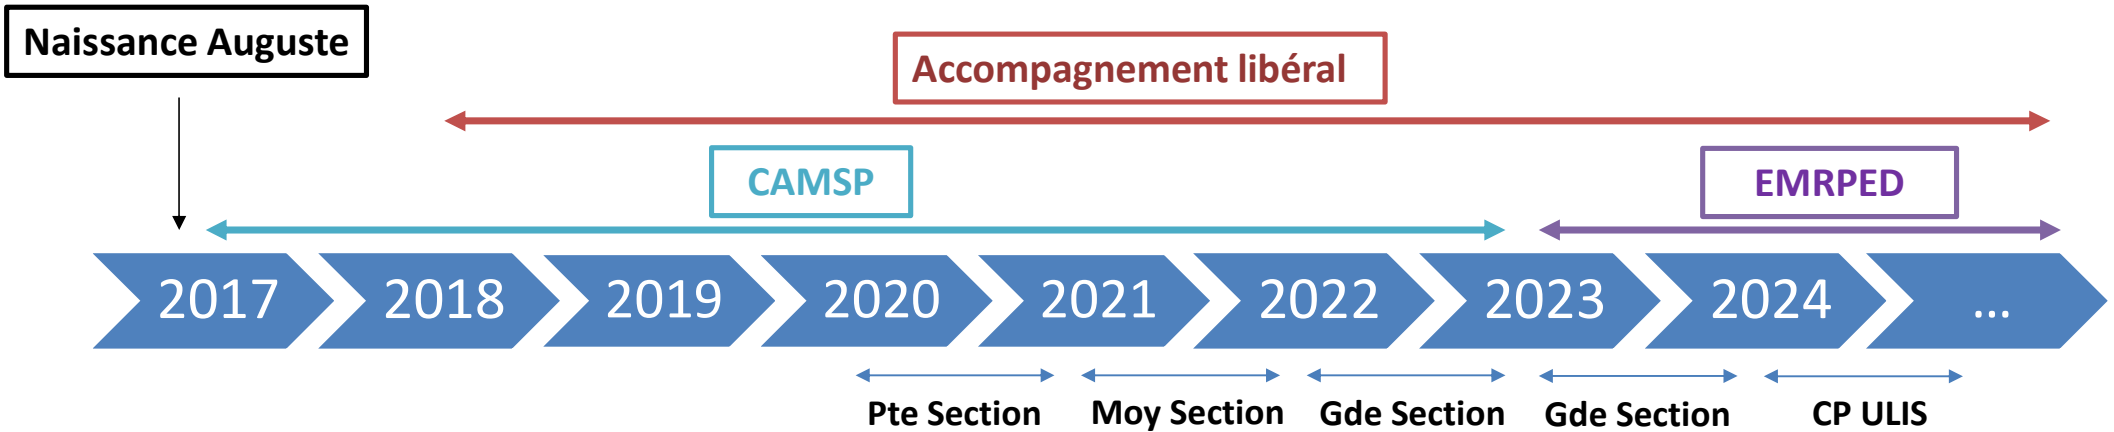 Naissance Auguste
Accompagnement libéral
CAMSP
EMRPED
2017
2018
2019
2020
2021
2022
2023
2024
...
Pte Section
Moy Section
Gde Section
Gde Section
CP ULIS